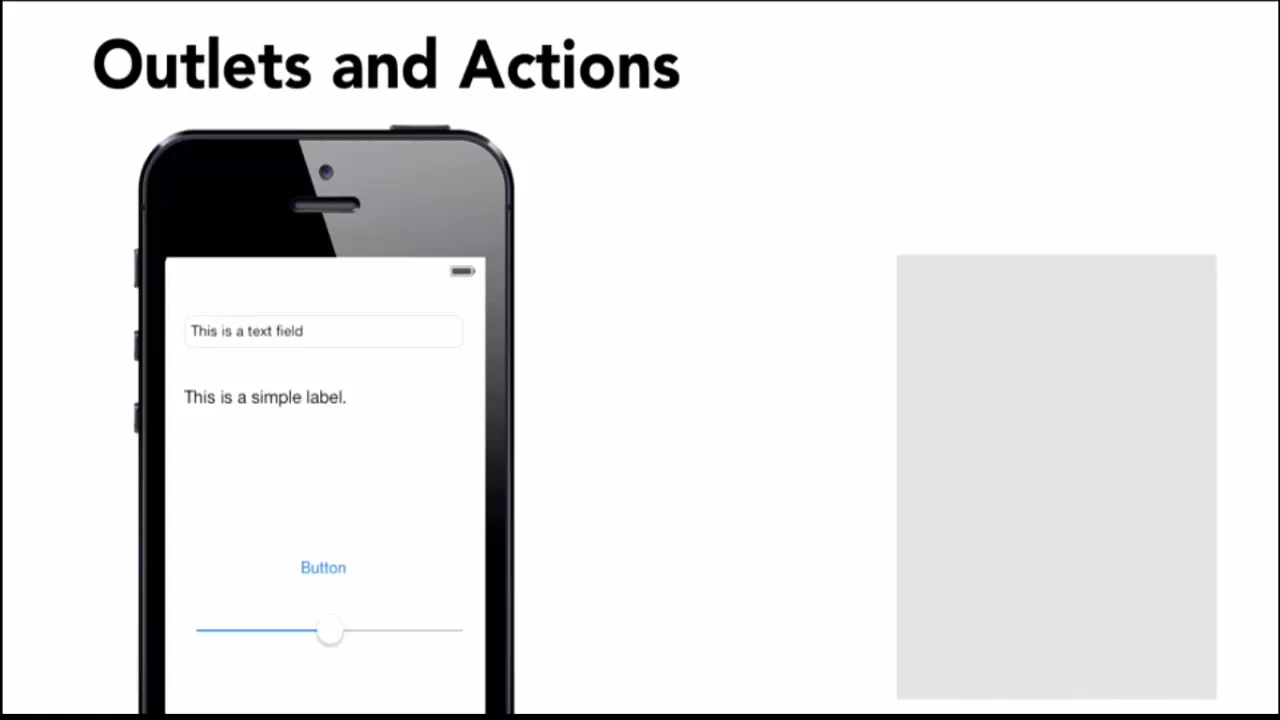 Outlets and Actions
This is a text field
This is a simple label.
Button